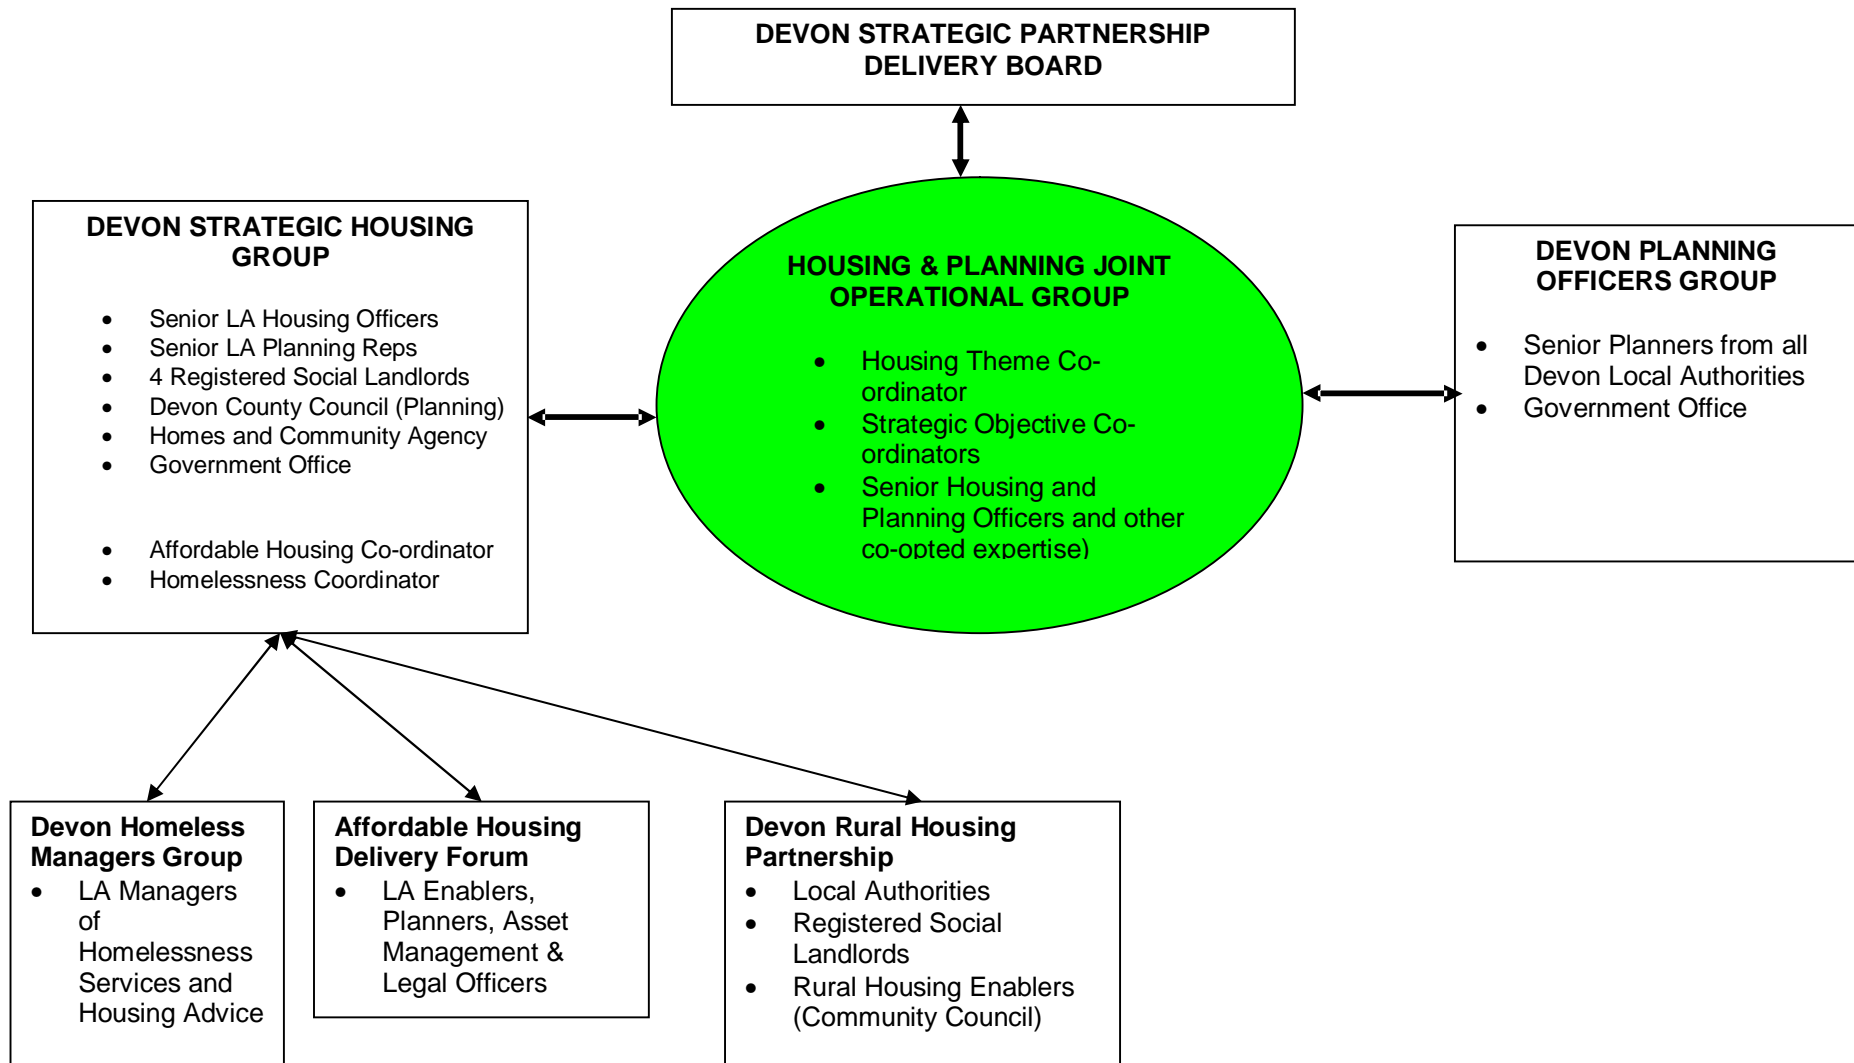 DEVON STRATEGIC PARTNERSHIP
DELIVERY BOARD
DEVON STRATEGIC HOUSING
GROUP
• Senior LA Housing Officers
• Senior LA Planning Reps
• 4 Registered Social Landlords
• Devon County Council (Planning)
• Homes and Community Agency
• Government Office
• Affordable Housing Co-ordinator
• Homelessness Coordinator
HOUSING & PLANNING JOINT
OPERATIONAL GROUP
• Housing Theme Co-
ordinator
• Strategic Objective Co-
ordinators
• Senior Housing and
Planning Officers and other
co-opted expertise)
DEVON PLANNING
OFFICERS GROUP
• Senior Planners from all
Devon Local Authorities
• Government Office
Devon Homeless
Managers Group
• LA Managers
of
Homelessness
Services and
Housing Advice
Affordable Housing
Delivery Forum
• LA Enablers,
Planners, Asset
Management &
Legal Officers
Devon Rural Housing
Partnership
• Local Authorities
• Registered Social
Landlords
• Rural Housing Enablers
(Community Council)